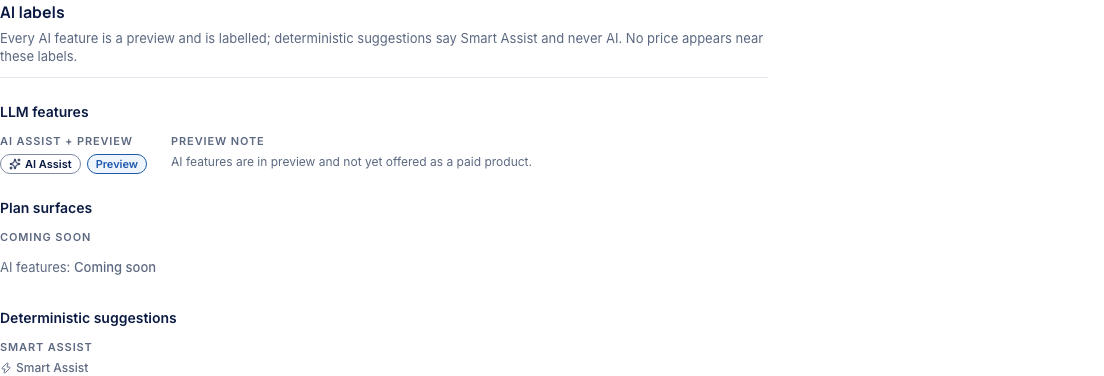 AI labels
Every AI feature is a preview and is labelled; deterministic suggestions say Smart Assist and never AI. No price appears near
these labels.
LLM features
AI ASSIST + PREVIEW
PREVIEW NOTE
AI Assist
Preview
AI features are in preview and not yet offered as a paid product.
Plan surfaces
COMING SOON
AI features: Coming soon
Deterministic suggestions
SMART ASSIST
Smart Assist